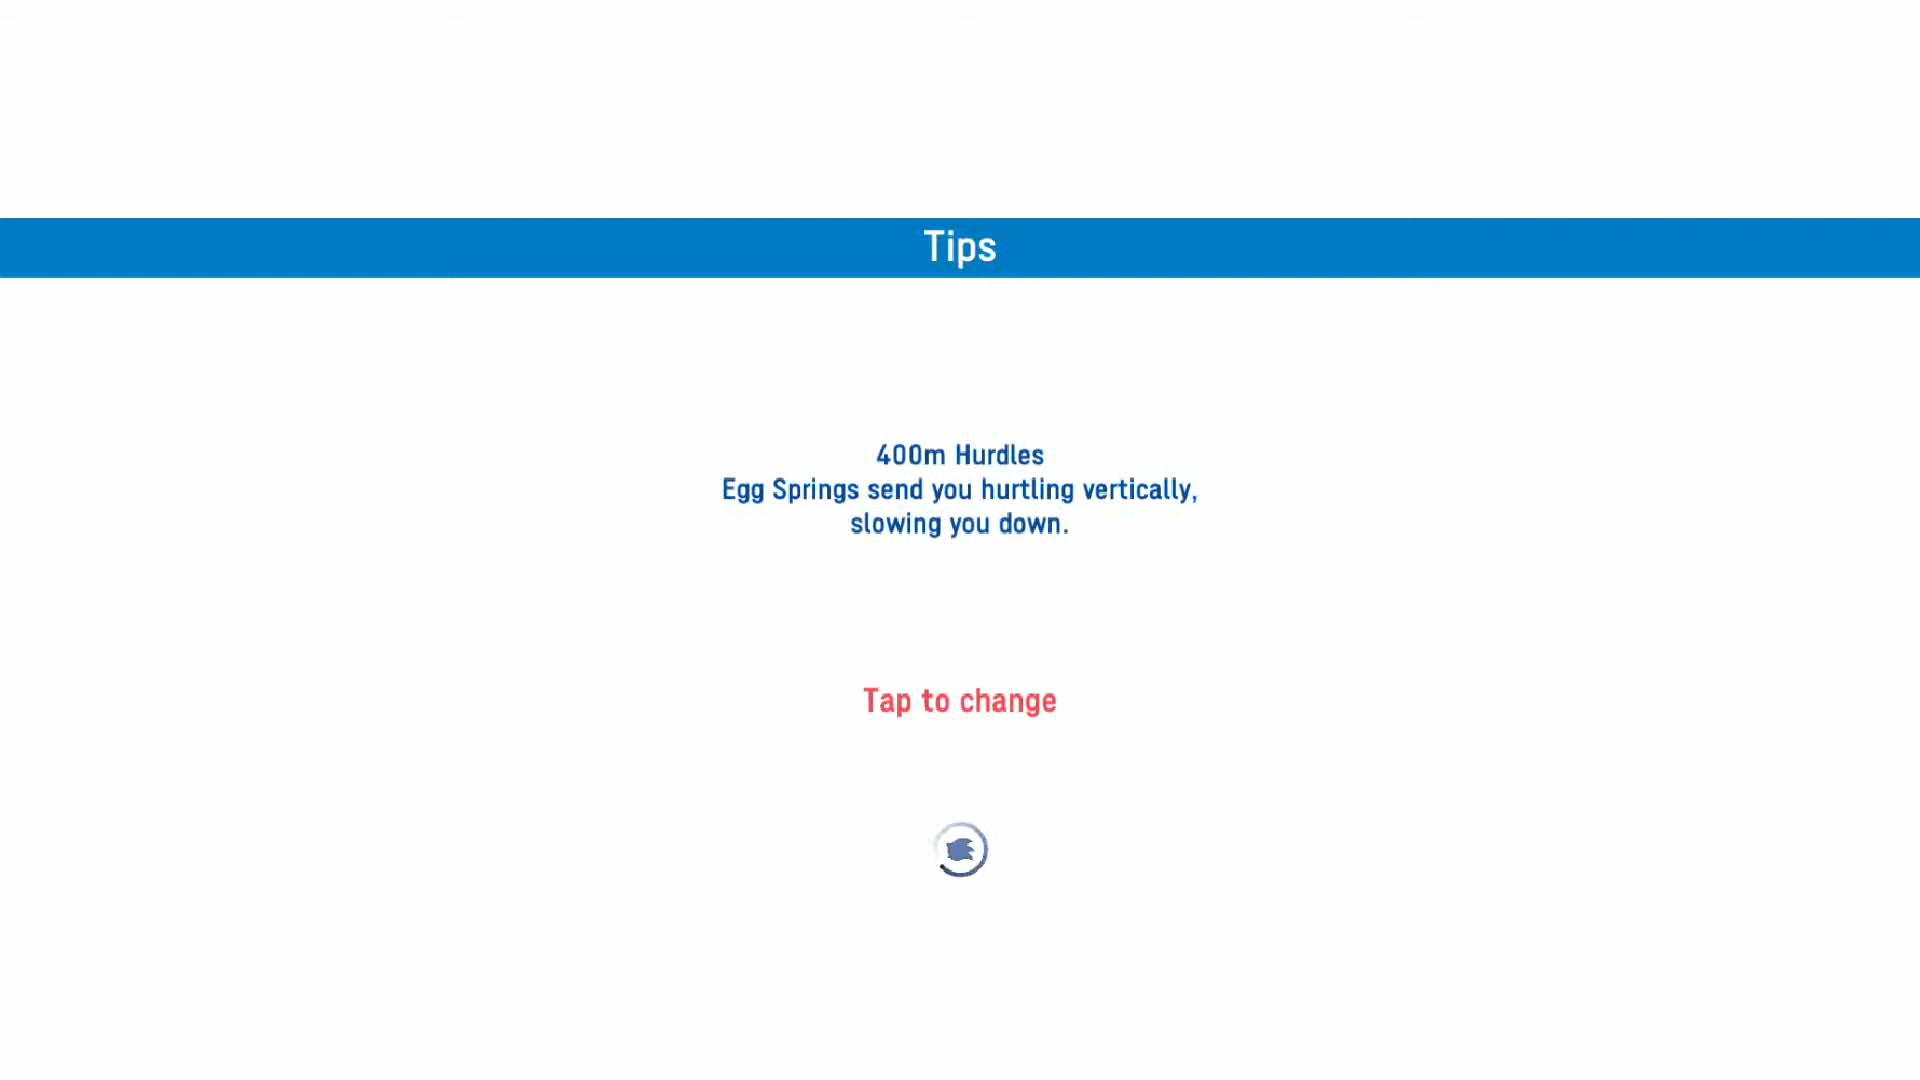 Tips
400m Hurdles
Egg Springs send you hurtling vertically,
slowing you down.
Tap to change